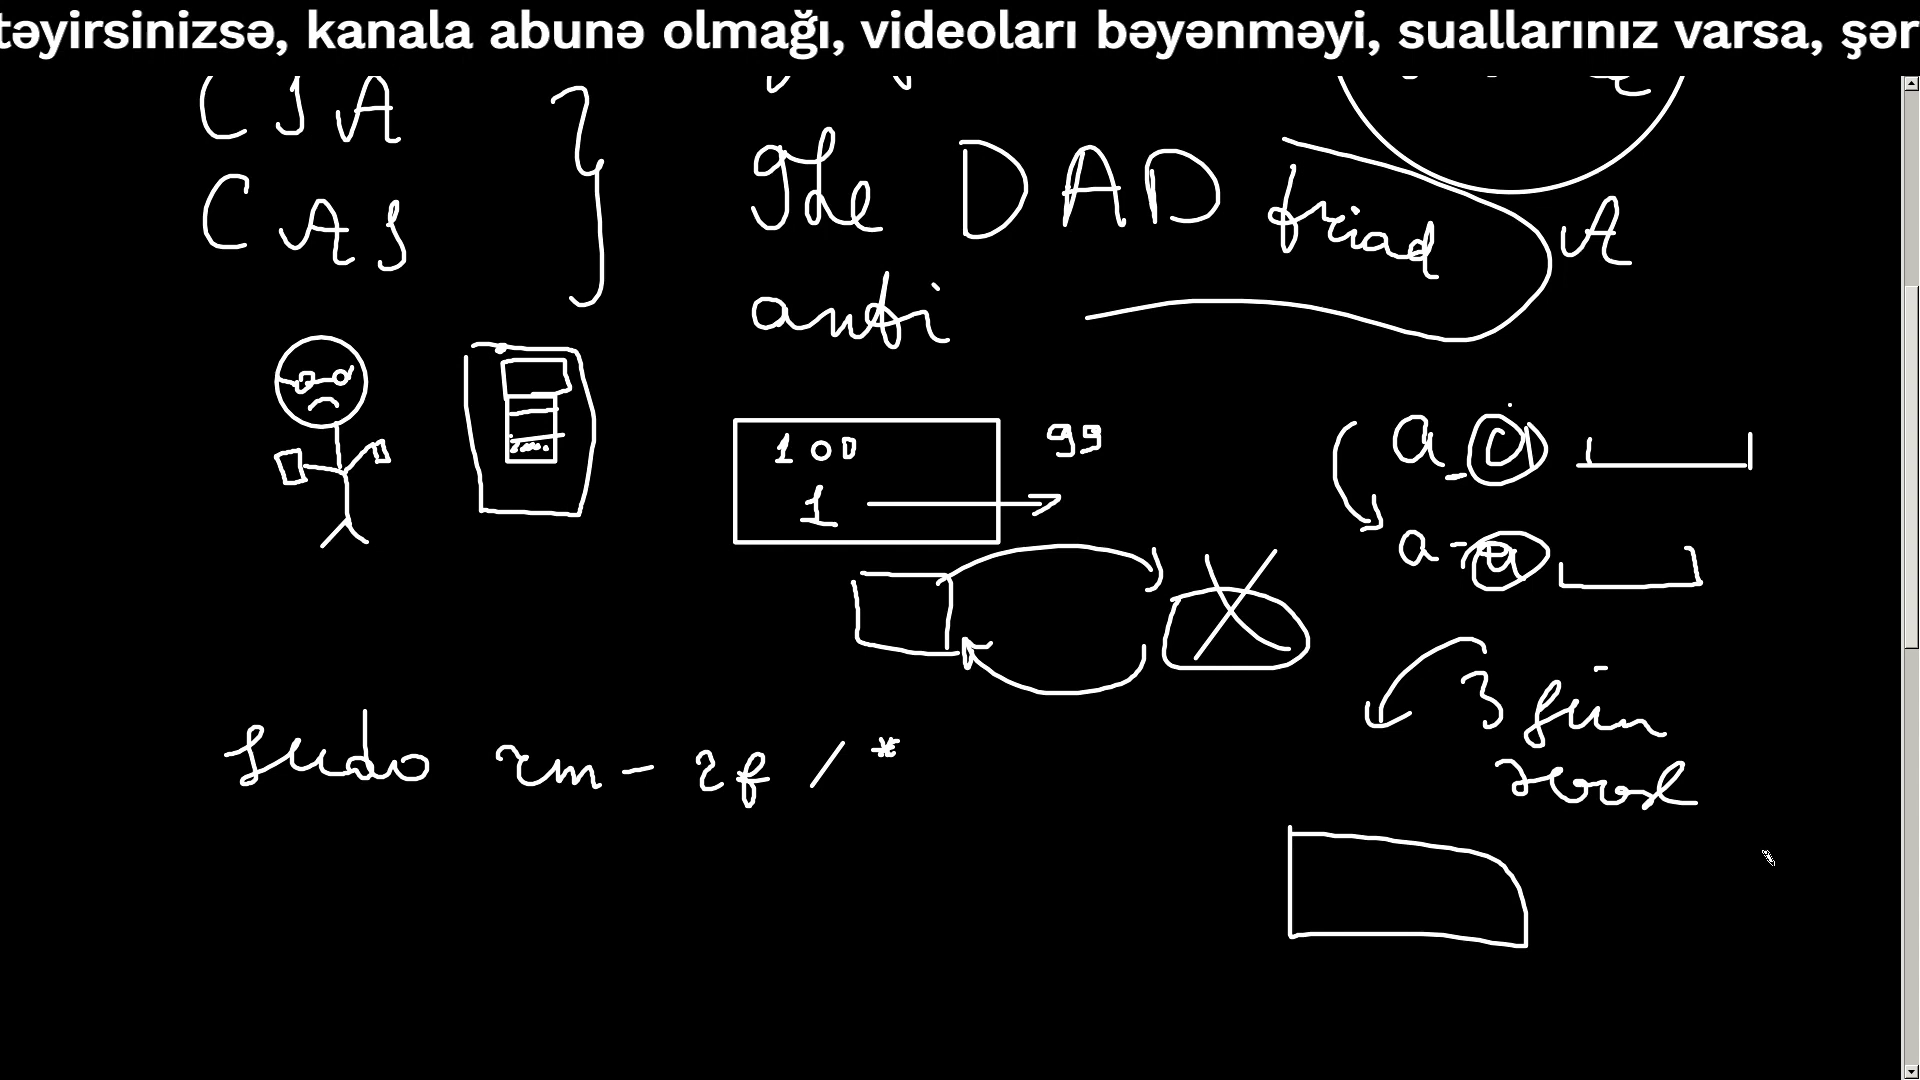 təyirsinizsə, kanala abunə olmağı, videoları bəyənməyi, suallarınız varsa, şər
CIA
CAI
The DAD triad
A
anti
100
99
1
a
a
3 gün
sudo rm - rf / *